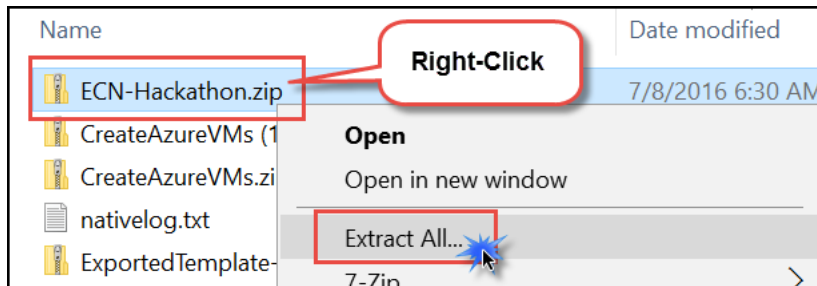 Name
Date modified
Right-Click
ECN-Hackathon.zip
7/8/2016 6:30 AM
CreateAzureVMs (1
Open
CreateAzureVMs.zi
Open in new window
nativelog.txt
Extract All...
ExportedTemplate-
7-Zip